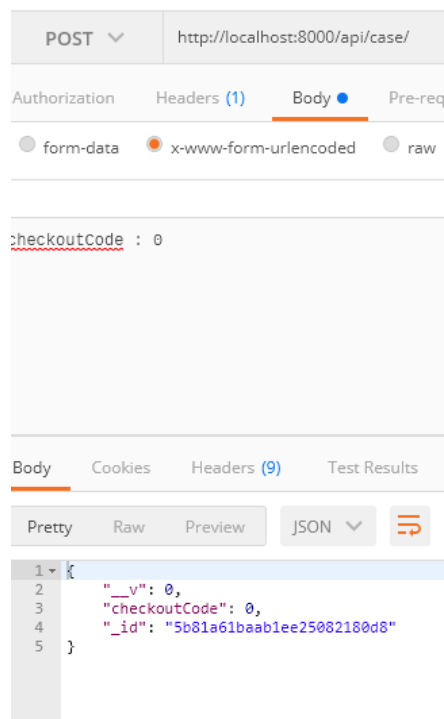 POST http://localhost:8000/api/case/
Authorization Headers (1) Body Pre-req
form-data x-www-form-urlencoded raw
checkoutCode : 0
Body Cookies Headers (9) Test Results
Pretty Raw Preview JSON
1 {
2 "__v": 0,
3 "checkoutCode": 0,
4 "_id": "5b81a61baab1ee25082180d8"
5 }